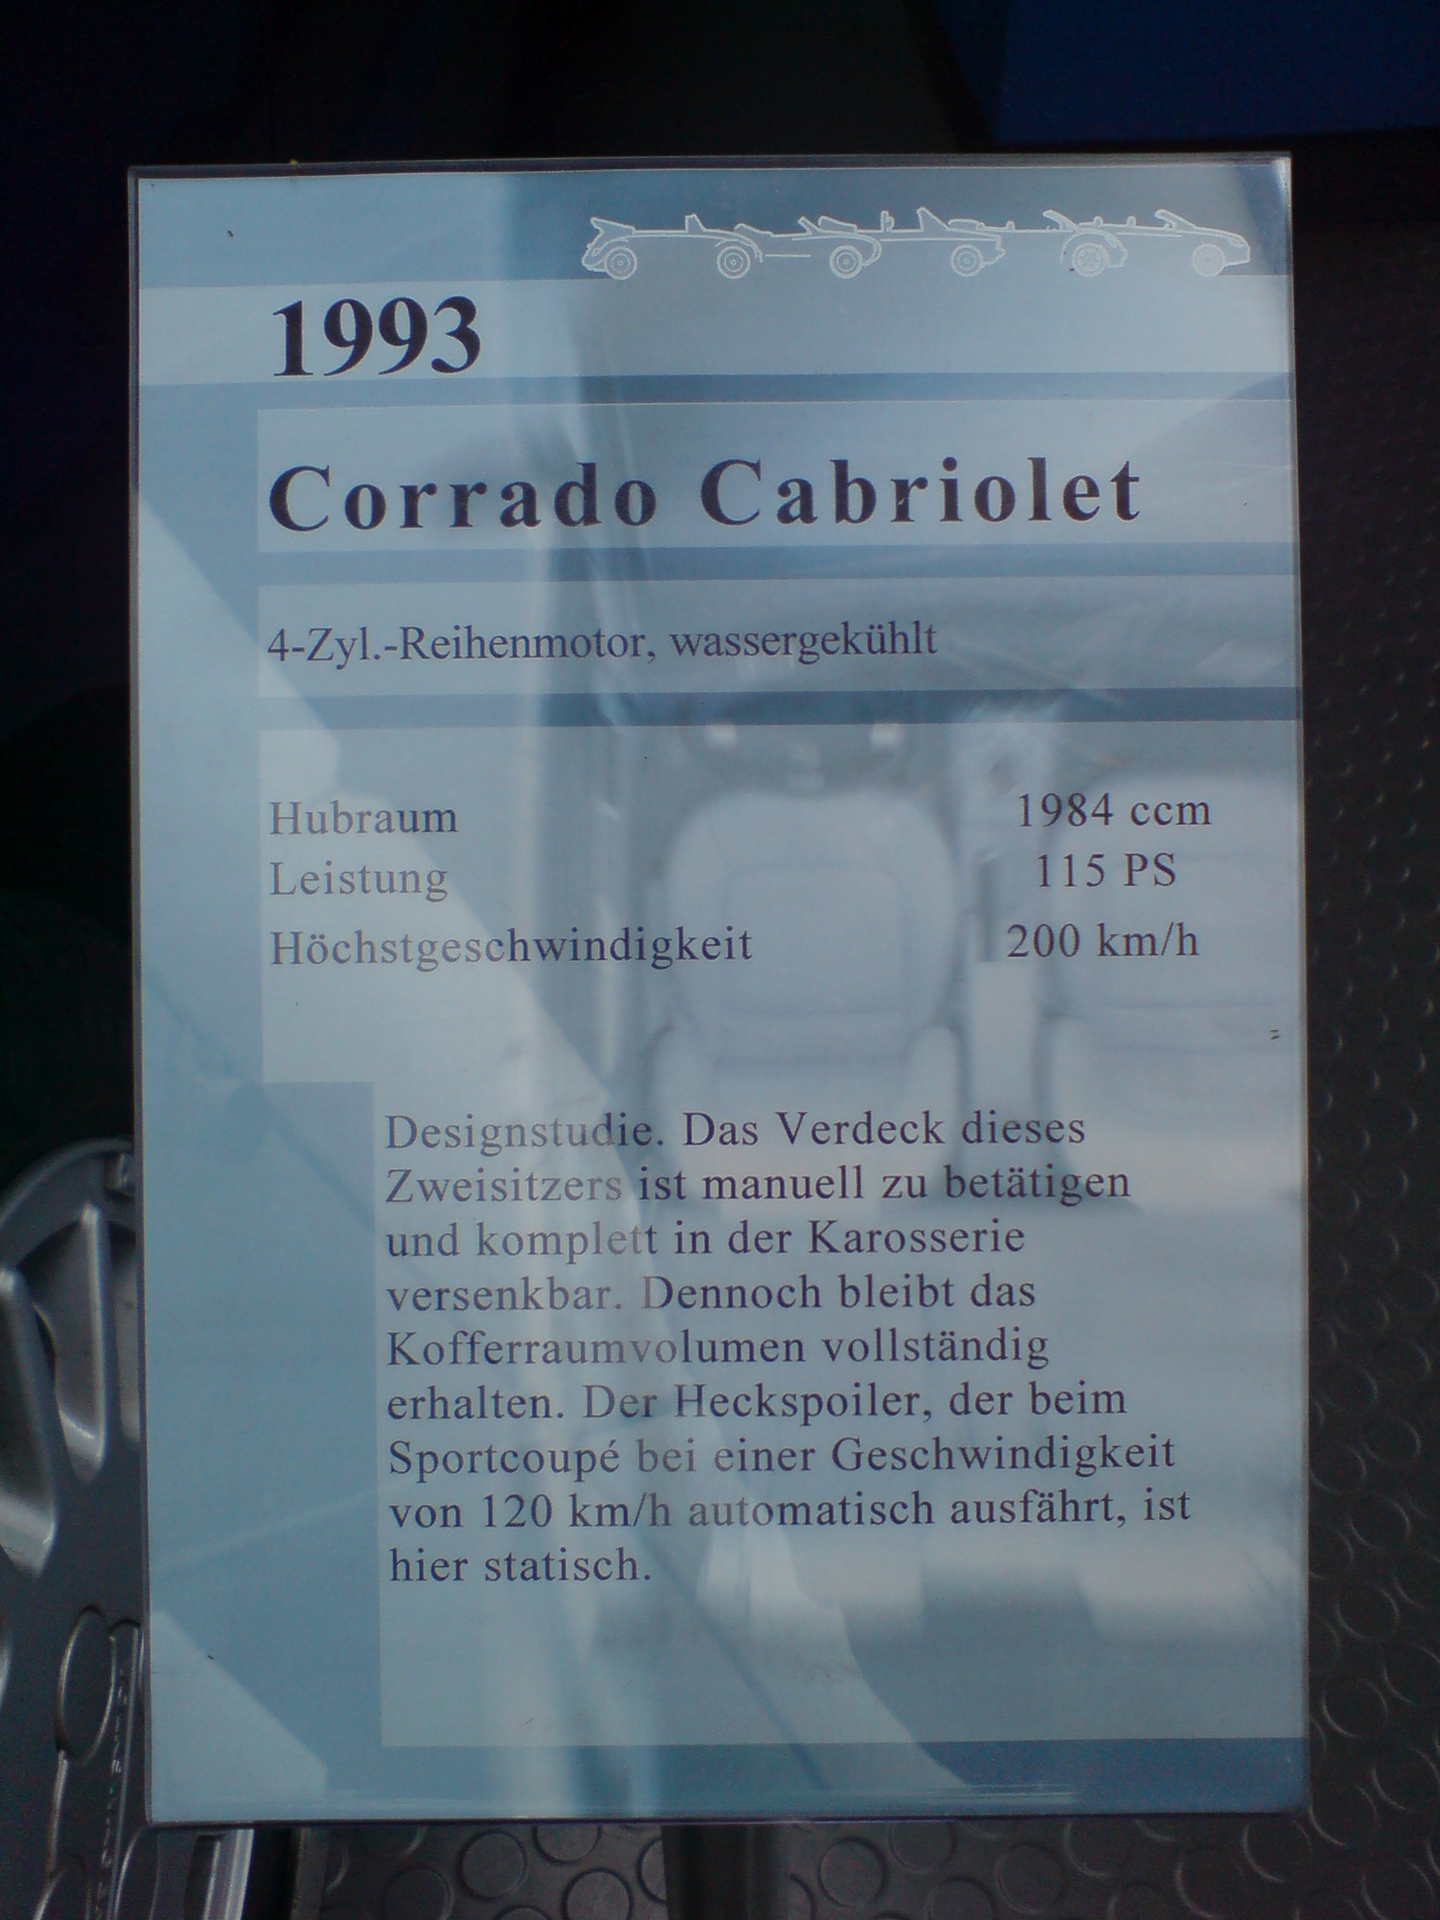 1993
Corrado Cabriolet
4-Zyl.-Reihenmotor, wassergekühlt
Hubraum 1984 ccm
Leistung 115 PS
Höchstgeschwindigkeit 200 km/h
Designstudie. Das Verdeck dieses
Zweisitzers ist manuell zu betätigen
und komplett in der Karosserie
versenkbar. Dennoch bleibt das
Kofferraumvolumen vollständig
erhalten. Der Heckspoiler, der beim
Sportcoupé bei einer Geschwindigkeit
von 120 km/h automatisch ausfährt, ist
hier statisch.